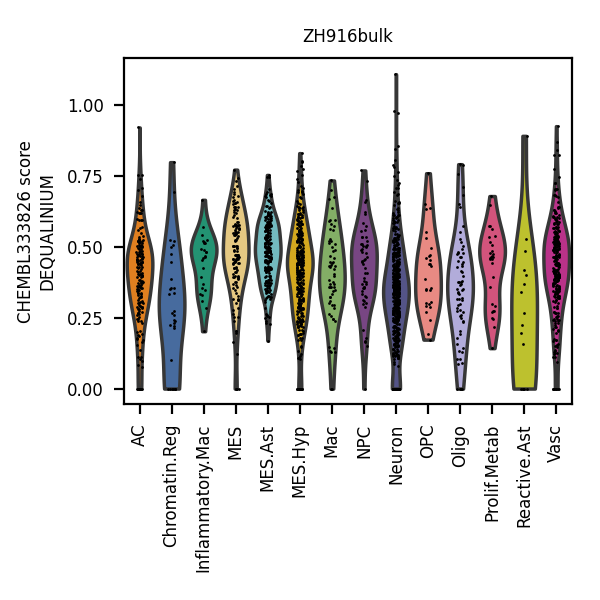 ZH916bulk
CHEMBL333826 score
DEQUALINIUM
1.00
0.75
0.50
0.25
0.00
AC
Chromatin.Reg
Inflammatory.Mac
MES
MES.Ast
MES.Hyp
Mac
NPC
Neuron
OPC
Oligo
Prolif.Metab
Reactive.Ast
Vasc